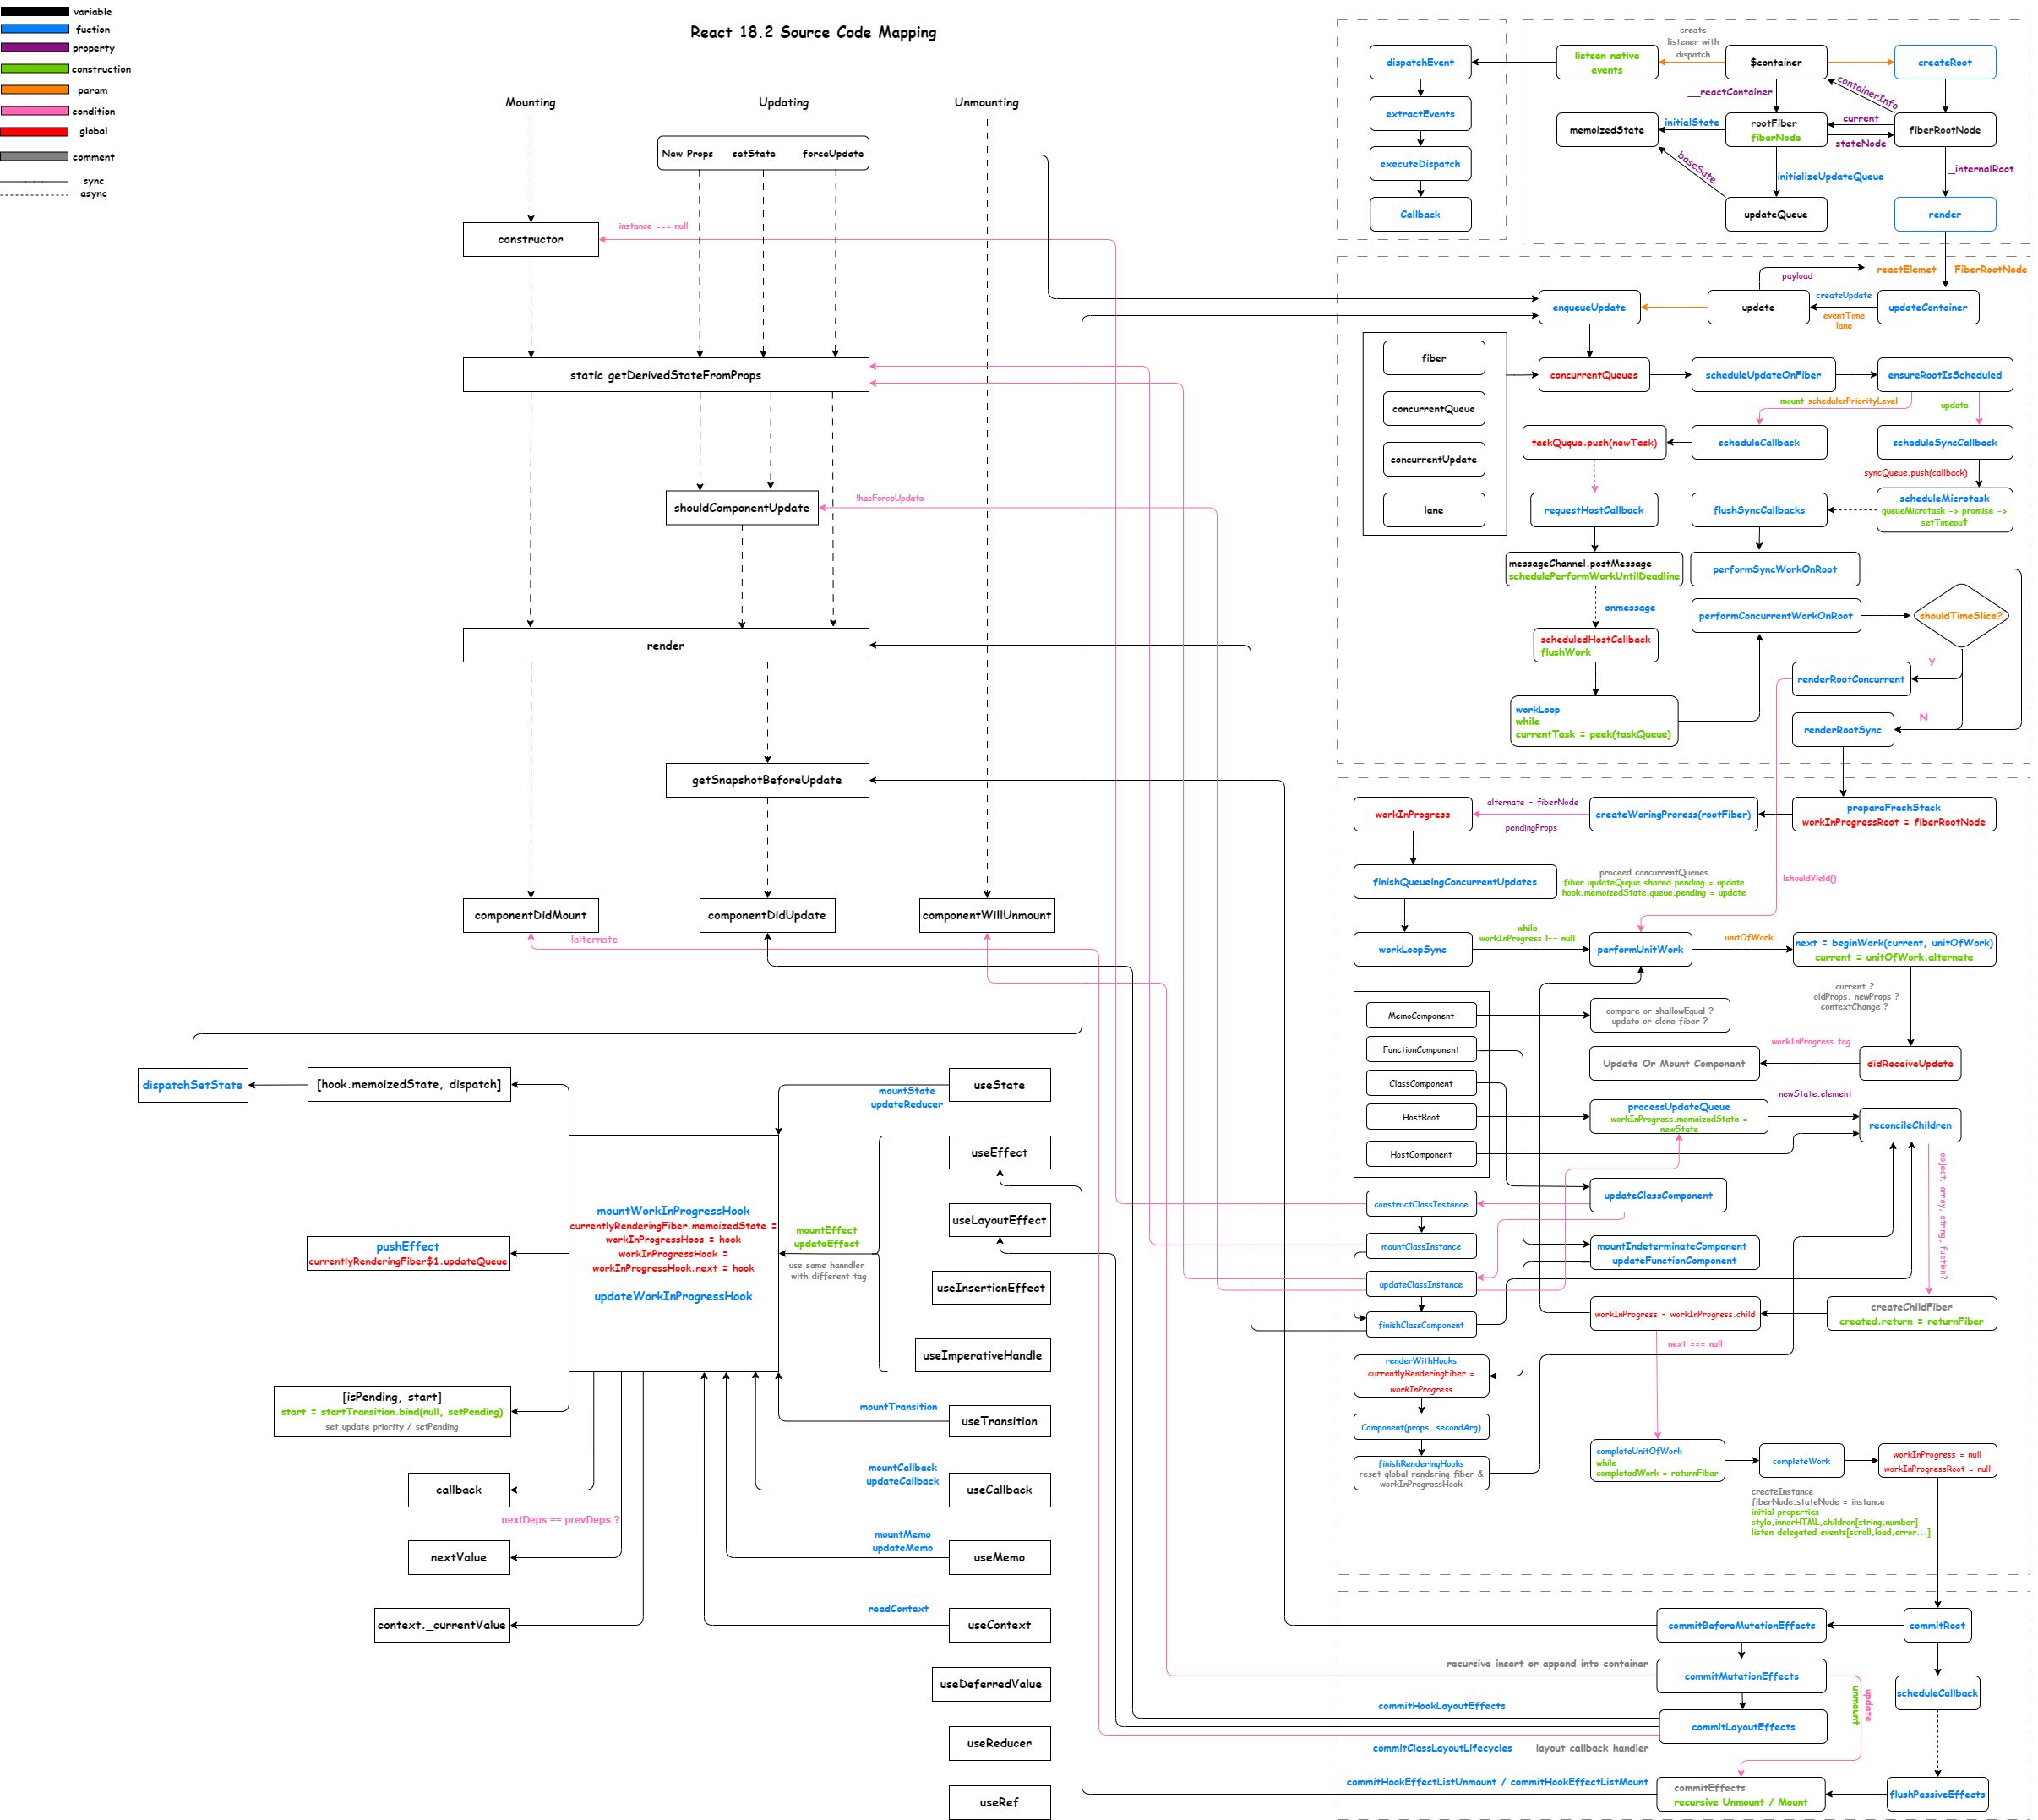 variable
fuction
property
construction
param
condition
global
comment
sync
async
React 18.2 Source Code Mapping
Mounting
Updating
Unmounting
New Props
setState
forceUpdate
constructor
instance === null
static getDerivedStateFromProps
shouldComponentUpdate
!hasForceUpdate
render
getSnapshotBeforeUpdate
componentDidMount
componentDidUpdate
componentWillUnmount
!alternate
dispatchEvent
extractEvents
executeDispatch
Callback
listsen native
events
create
listener with
dispatch
$container
createRoot
__reactContainer
containerInfo
memoizedState
initialState
rootFiber
fiberNode
current
stateNode
fiberRootNode
baseSate
initializeUpdateQueue
_internalRoot
updateQueue
render
payload
reactElemet
FiberRootNode
enqueueUpdate
update
createUpdate
eventTime
lane
updateContainer
fiber
concurrentQueue
concurrentUpdate
lane
concurrentQueues
scheduleUpdateOnFiber
ensureRootIsScheduled
mount schedulerPriorityLevel
update
taskQuque.push(newTask)
scheduleCallback
scheduleSyncCallback
syncQueue.push(callback)
requestHostCallback
flushSyncCallbacks
scheduleMicrotask
queueMicrotask -> promise ->
setTimeout
messageChannel.postMessage
schedulePerformWorkUntilDeadline
performSyncWorkOnRoot
onmessage
performConcurrentWorkOnRoot
shouldTimeSlice?
scheduledHostCallback
flushWork
Y
renderRootConcurrent
workLoop
while
currentTask = peek(taskQueue)
N
renderRootSync
workInProgress
alternate = fiberNode
pendingProps
createWoringProress(rootFiber)
prepareFreshStack
workInProgressRoot = fiberRootNode
finishQueueingConcurrentUpdates
proceed concurrentQueues
fiber.updateQuque.shared.pending = update
hook.memoizedState.queue.pending = update
!shouldYield()
workLoopSync
while
workInProgress !== null
performUnitWork
unitOfWork
next = beginWork(current, unitOfWork)
current = unitOfWork.alternate
current ?
oldProps, newProps ?
contextChange ?
MemoComponent
FunctionComponent
ClassComponent
HostRoot
HostComponent
compare or shallowEqual ?
update or clone fiber ?
Update Or Mount Component
workInProgress.tag
didReceiveUpdate
newState.element
processUpdateQueue
workInProgress.memoizedState =
newState
reconcileChildren
object, array, string, fuction?
updateClassComponent
constructClassInstance
mountClassInstance
updateClassInstance
finishClassComponent
mountIndeterminateComponent
updateFunctionComponent
workInProgress = workInProgress.child
createChildFiber
created.return = returnFiber
next === null
renderWithHooks
currentlyRenderingFiber =
workInProgress
Component(props, secondArg)
finishRenderingHooks
reset global rendering fiber &
workInProgressHook
completeUnitOfWork
while
completedWork = returnFiber
completeWork
workInProgress = null
workInProgressRoot = null
createInstance
fiberNode.stateNode = instance
initial properties
style,innerHTML,children[string,number]
listen delegated events[scroll,load,error...]
commitBeforeMutationEffects
commitRoot
recursive insert or append into container
commitMutationEffects
update
unmount
scheduleCallback
commitHookLayoutEffects
commitLayoutEffects
commitClassLayoutLifecycles
layout callback handler
commitHookEffectListUnmount / commitHookEffectListMount
commitEffects
recursive Unmount / Mount
flushPassiveEffects
dispatchSetState
[hook.memoizedState, dispatch]
mountState
updateReducer
useState
useEffect
useLayoutEffect
useInsertionEffect
useImperativeHandle
mountEffect
updateEffect
use same hanndler
with different tag
mountWorkInProgressHook
currentlyRenderingFiber.memoizedState =
workInProgressHoos = hook
workInProgressHook =
workInProgressHook.next = hook
updateWorkInProgressHook
pushEffect
currentlyRenderingFiber$1.updateQueue
[isPending, start]
start = startTransition.bind(null, setPending)
set update priority / setPending
mountTransition
useTransition
callback
mountCallback
updateCallback
useCallback
nextDeps == prevDeps ?
nextValue
mountMemo
updateMemo
useMemo
context._currentValue
readContext
useContext
useDeferredValue
useReducer
useRef